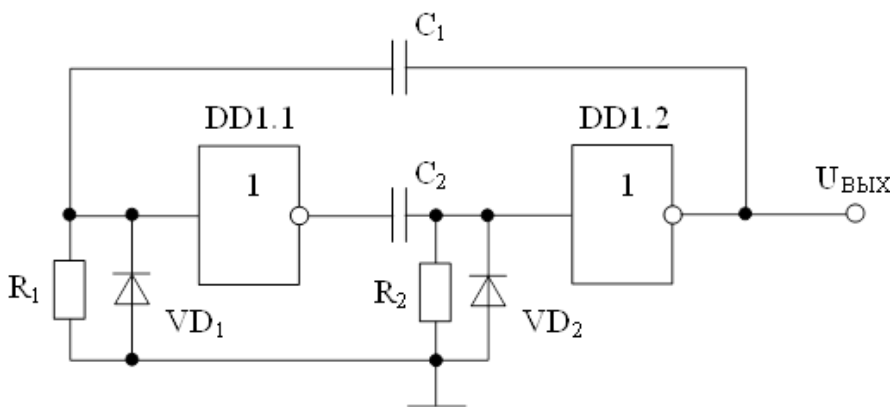 C₁
DD1.1
DD1.2
1
C₂
1
Uвых
R₁
VD₁
R₂
VD₂